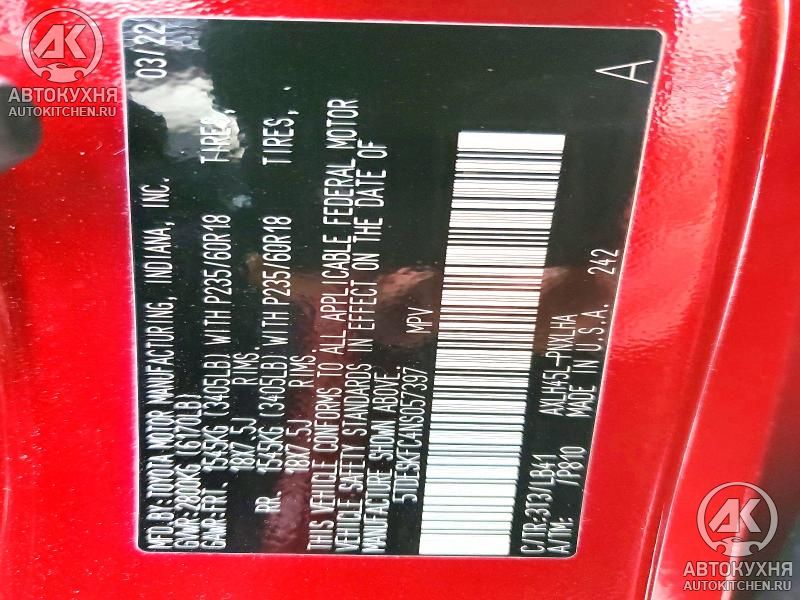 AK
АВТОКУХНЯ
AUTOKITCHEN.RU
MFD.BY:TOYOTA MOTOR MANUFACTURING, INDIANA, INC. 03/22
GVWR:2800KG (6170LB)
GAWR:FRT. 1545KG (3405LB) WITH P235/60R18 TIRES,
18X7.5J RIMS.
RR. 1545KG (3405LB) WITH P235/60R18 TIRES,
18X7.5J RIMS.
THIS VEHICLE CONFORMS TO ALL APPLICABLE FEDERAL MOTOR
VEHICLE SAFETY STANDARDS IN EFFECT ON THE DATE OF
MANUFACTURE SHOWN ABOVE.
5TDESKFC4NS057397 MPV
C/TR:3T3/LB41 AXLH45L-PNXLHA
A/TM: /P810 MADE IN U.S.A. 242 A
AK
АВТОКУХНЯ
AUTOKITCHEN.RU